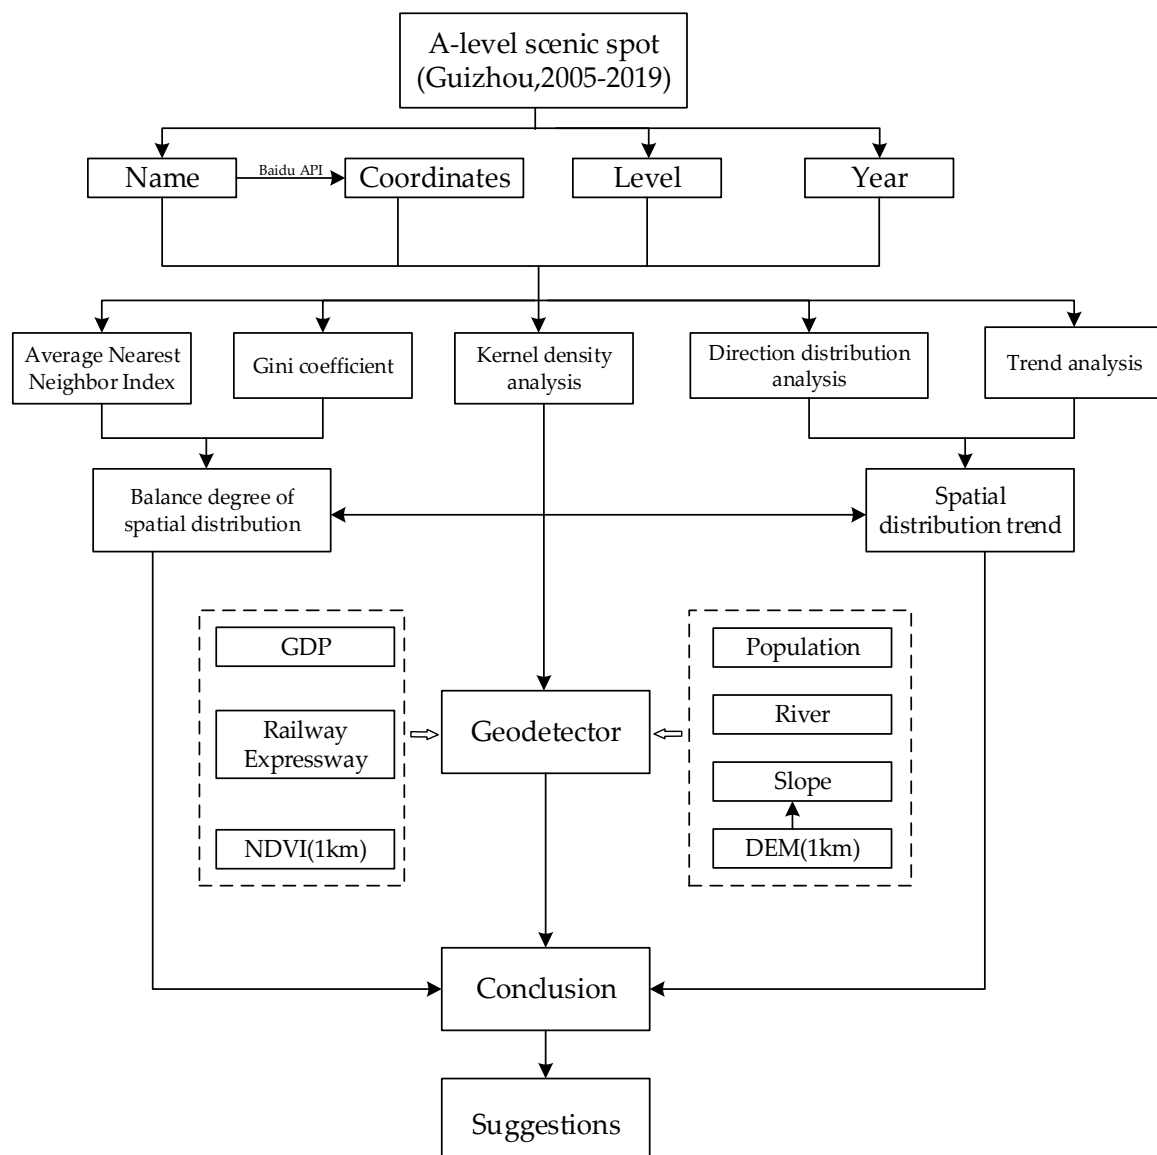 A-level scenic spot
(Guizhou,2005-2019)
Name
Baidu API
Coordinates
Level
Year
Average Nearest
Neighbor Index
Gini coefficient
Kernel density
analysis
Direction distribution
analysis
Trend analysis
Balance degree of
spatial distribution
Spatial
distribution trend
GDP
Railway
Expressway
NDVI(1km)
Geodetector
Population
River
Slope
DEM(1km)
Conclusion
Suggestions